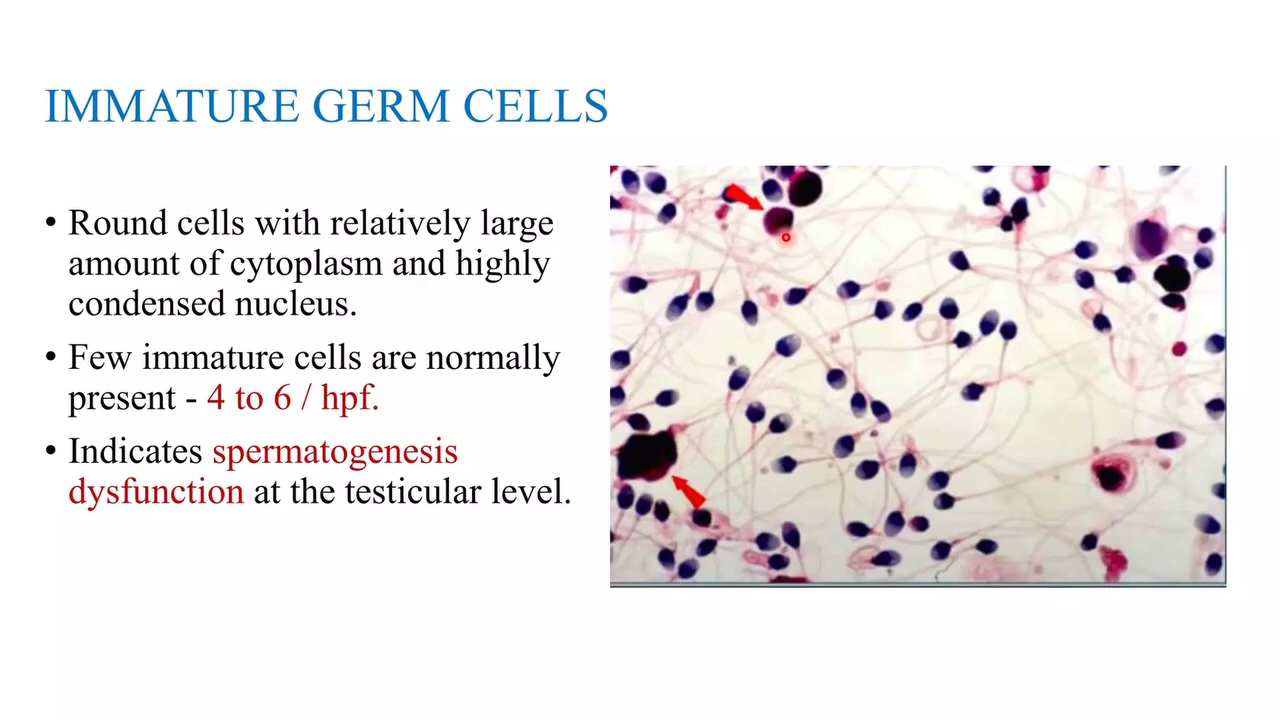 IMMATURE GERM CELLS
• Round cells with relatively large
amount of cytoplasm and highly
condensed nucleus.
• Few immature cells are normally
present - 4 to 6 / hpf.
• Indicates spermatogenesis
dysfunction at the testicular level.